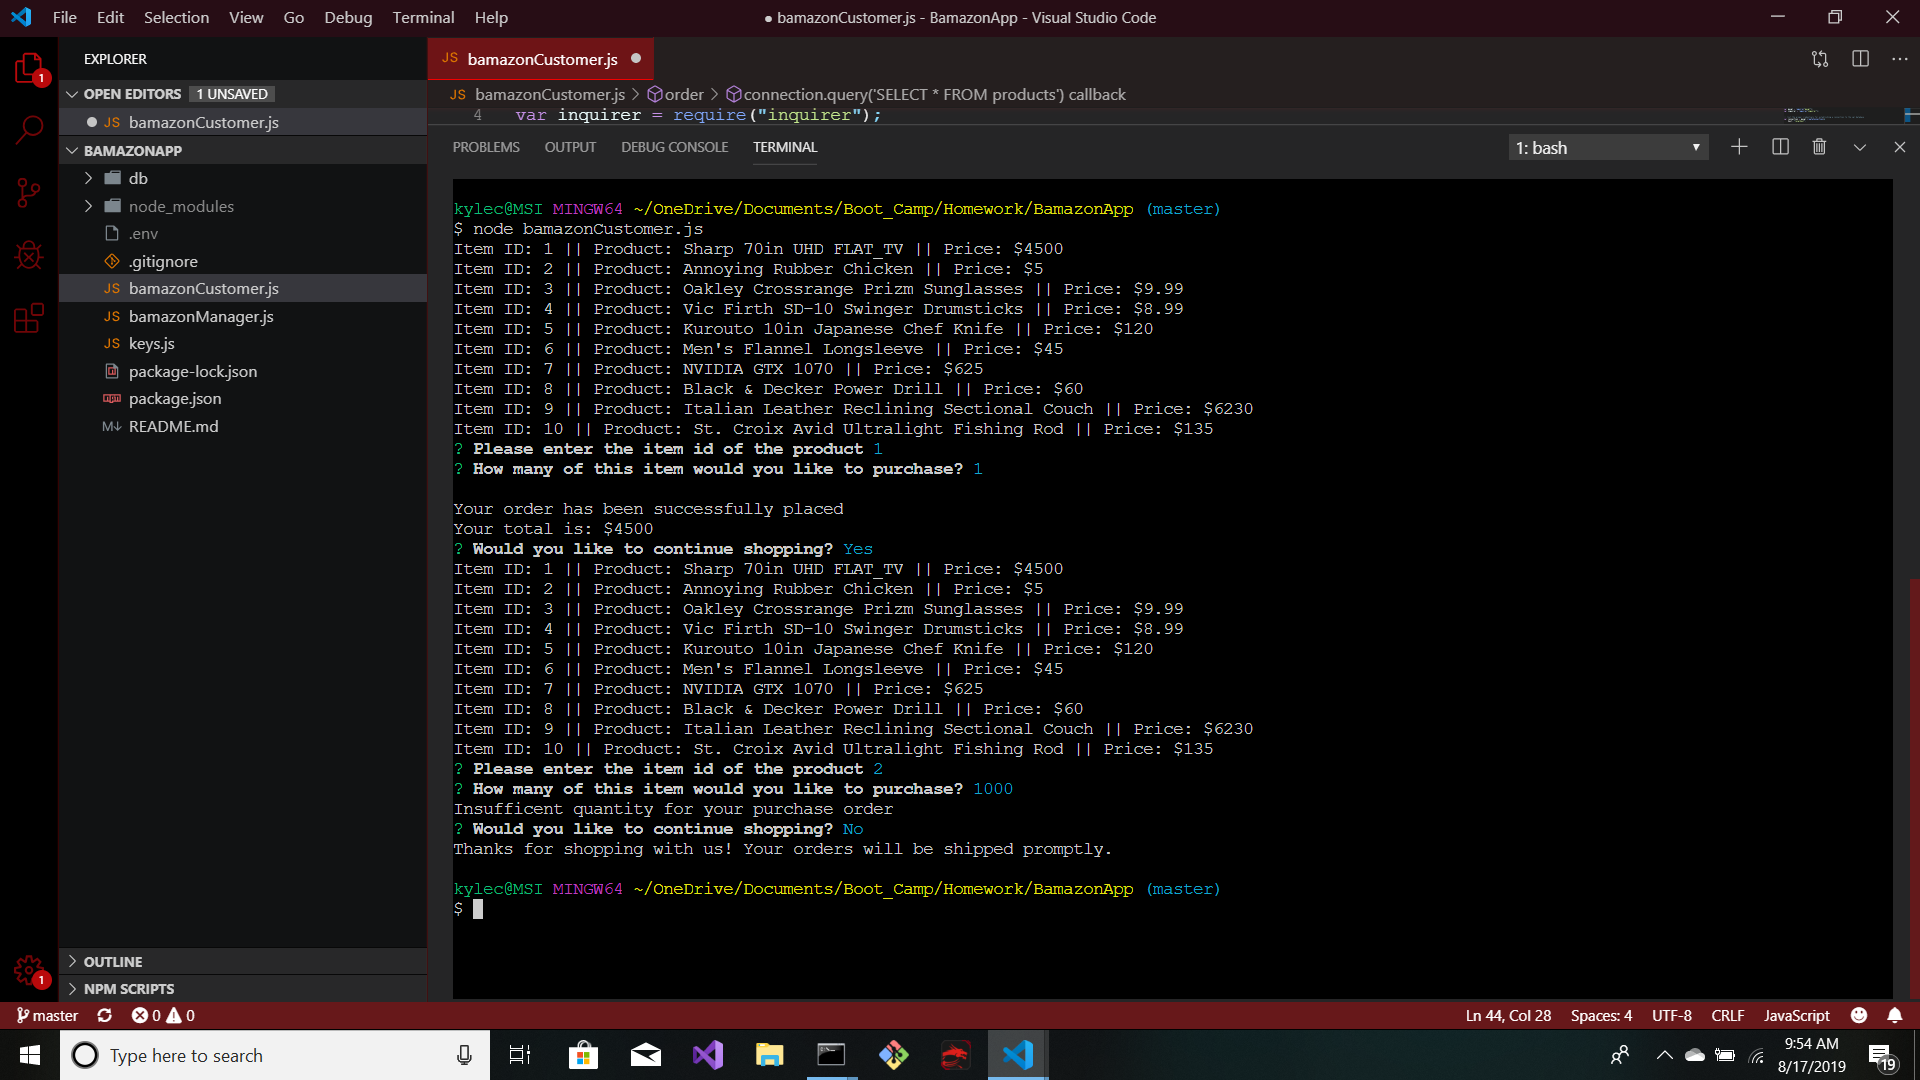 File Edit Selection View Go Debug Terminal Help
● bamazonCustomer.js - BamazonApp - Visual Studio Code
EXPLORER
OPEN EDITORS 1 UNSAVED
JS bamazonCustomer.js
BAMAZONAPP
db
node_modules
.env
.gitignore
JS bamazonCustomer.js
JS bamazonManager.js
JS keys.js
package-lock.json
package.json
M↓ README.md
OUTLINE
NPM SCRIPTS
1
1
JS bamazonCustomer.js
JS bamazonCustomer.js > order > connection.query('SELECT * FROM products') callback
4 var inquirer = require("inquirer");
PROBLEMS OUTPUT DEBUG CONSOLE TERMINAL
1: bash
kylec@MSI MINGW64 ~/OneDrive/Documents/Boot_Camp/Homework/BamazonApp (master)
$ node bamazonCustomer.js
Item ID: 1 || Product: Sharp 70in UHD FLAT_TV || Price: $4500
Item ID: 2 || Product: Annoying Rubber Chicken || Price: $5
Item ID: 3 || Product: Oakley Crossrange Prizm Sunglasses || Price: $9.99
Item ID: 4 || Product: Vic Firth SD-10 Swinger Drumsticks || Price: $8.99
Item ID: 5 || Product: Kurouto 10in Japanese Chef Knife || Price: $120
Item ID: 6 || Product: Men's Flannel Longsleeve || Price: $45
Item ID: 7 || Product: NVIDIA GTX 1070 || Price: $625
Item ID: 8 || Product: Black & Decker Power Drill || Price: $60
Item ID: 9 || Product: Italian Leather Reclining Sectional Couch || Price: $6230
Item ID: 10 || Product: St. Croix Avid Ultralight Fishing Rod || Price: $135
? Please enter the item id of the product 1
? How many of this item would you like to purchase? 1
Your order has been successfully placed
Your total is: $4500
? Would you like to continue shopping? Yes
Item ID: 1 || Product: Sharp 70in UHD FLAT_TV || Price: $4500
Item ID: 2 || Product: Annoying Rubber Chicken || Price: $5
Item ID: 3 || Product: Oakley Crossrange Prizm Sunglasses || Price: $9.99
Item ID: 4 || Product: Vic Firth SD-10 Swinger Drumsticks || Price: $8.99
Item ID: 5 || Product: Kurouto 10in Japanese Chef Knife || Price: $120
Item ID: 6 || Product: Men's Flannel Longsleeve || Price: $45
Item ID: 7 || Product: NVIDIA GTX 1070 || Price: $625
Item ID: 8 || Product: Black & Decker Power Drill || Price: $60
Item ID: 9 || Product: Italian Leather Reclining Sectional Couch || Price: $6230
Item ID: 10 || Product: St. Croix Avid Ultralight Fishing Rod || Price: $135
? Please enter the item id of the product 2
? How many of this item would you like to purchase? 1000
Insufficent quantity for your purchase order
? Would you like to continue shopping? No
Thanks for shopping with us! Your orders will be shipped promptly.
kylec@MSI MINGW64 ~/OneDrive/Documents/Boot_Camp/Homework/BamazonApp (master)
$
master 0 0 Ln 44, Col 28 Spaces: 4 UTF-8 CRLF JavaScript
Type here to search
9:54 AM
8/17/2019
19